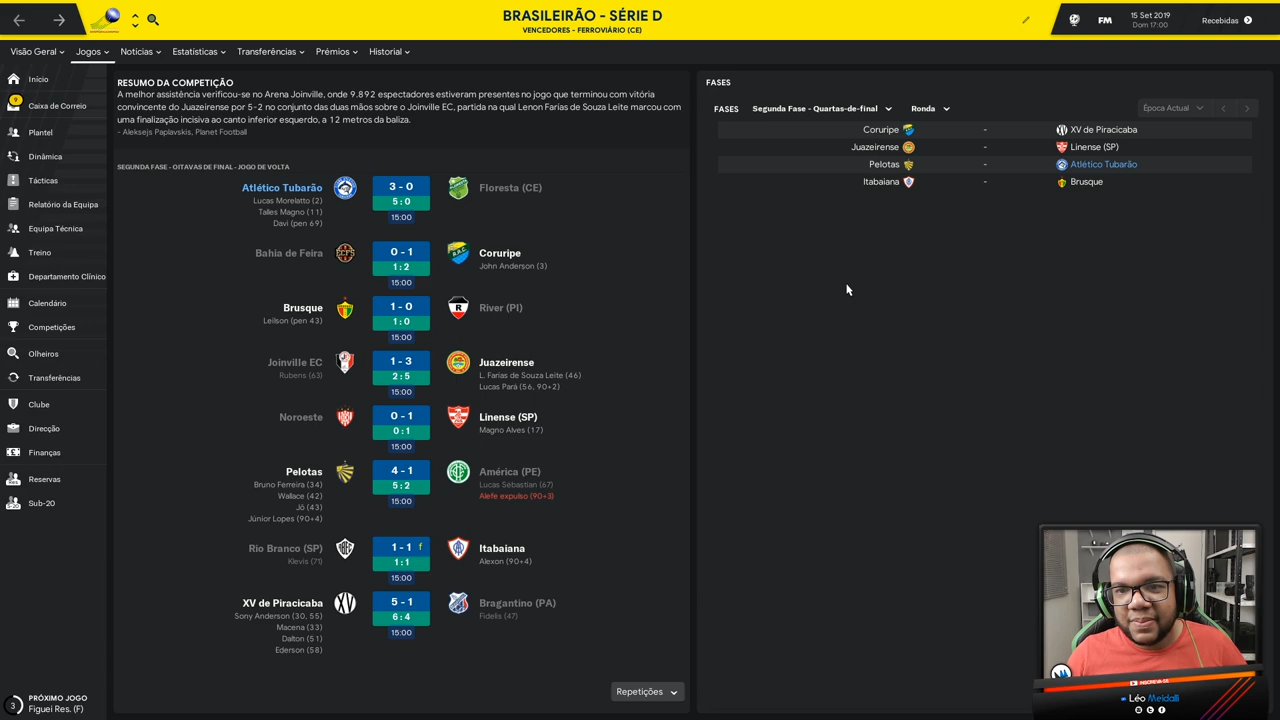 BRASILEIRÃO - SÉRIE D
VENCEDORES - FERROVIÁRIO (CE)
FM
15 Set 2019
Dom 17:00
Recebidas
Visão Geral
Jogos
Notícias
Estatísticas
Transferências
Prémios
Historial
Início
9
Caixa de Correio
Plantel
Dinâmica
Tácticas
Relatório da Equipa
Equipa Técnica
Treino
Departamento Clínico
Calendário
Competições
Olheiros
Transferências
Clube
Direcção
Finanças
Reservas
Sub-20
3
PRÓXIMO JOGO
Figuei Res. (F)
RESUMO DA COMPETIÇÃO
A melhor assistência verificou-se no Arena Joinville, onde 9.892 espectadores estiveram presentes no jogo que terminou com vitória
convincente do Juazeirense por 5-2 no conjunto das duas mãos sobre o Joinville EC, partida na qual Lenon Farias de Souza Leite marcou com
uma finalização incisiva ao canto inferior esquerdo, a 12 metros da baliza.
- Aleksejs Paplavskis, Planet Football
SEGUNDA FASE - OITAVAS DE FINAL - JOGO DE VOLTA
Atlético Tubarão 3 - 0 Floresta (CE)
Lucas Morelatto (2) 5 : 0
Talles Magno (11) 15:00
Davi (pen 69)
Bahia de Feira 0 - 1 Coruripe
1 : 2 John Anderson (3)
15:00
Brusque 1 - 0 River (PI)
Leilson (pen 43) 1 : 0
15:00
Joinville EC 1 - 3 Juazeirense
Rubens (63) 2 : 5 L. Farias de Souza Leite (46)
15:00 Lucas Pará (56, 90+2)
Noroeste 0 - 1 Linense (SP)
0 : 1 Magno Alves (17)
15:00
Pelotas 4 - 1 América (PE)
Bruno Ferreira (34) 5 : 2 Lucas Sebastian (67)
Wallace (42) 15:00 Alefe expulso (90+3)
Jô (43)
Júnior Lopes (90+4)
Rio Branco (SP) 1 - 1 f Itabaiana
Klevis (71) 1 : 1 Alexon (90+4)
15:00
XV de Piracicaba 5 - 1 Bragantino (PA)
Sony Anderson (30, 55) 6 : 4 Fidelis (47)
Macena (33) 15:00
Dalton (51)
Ederson (58)
Repetições
FASES
FASES Segunda Fase - Quartas-de-final Ronda Época Actual
Coruripe - XV de Piracicaba
Juazeirense - Linense (SP)
Pelotas - Atlético Tubarão
Itabaiana - Brusque
INSCREVA-SE
Léo Meidalli